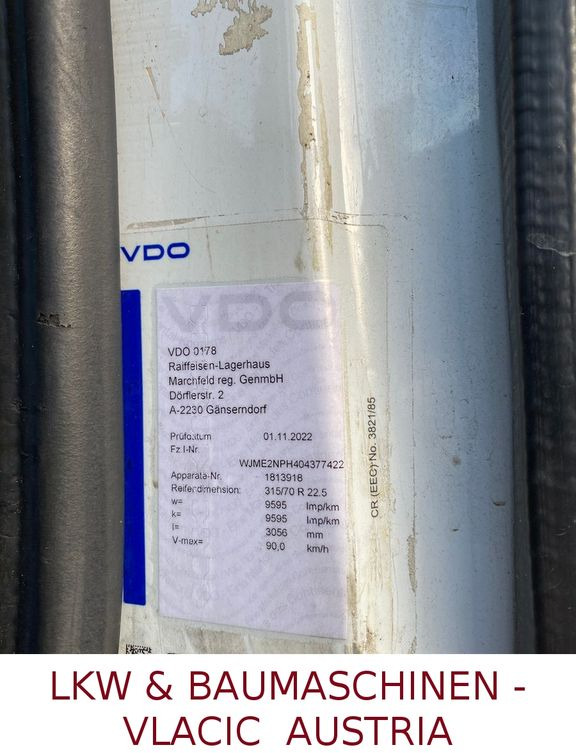 VDO
VDO
VDO 0178
Raiffeisen-Lagerhaus
Marchfeld reg. GenmbH
Dörflerstr. 2
A-2230 Gänserndorf
Prüfdatum 01.11.2022
Fz.I-Nr.
WJME2NPH404377422
Apparate-Nr. 1813918
Reifendimension: 315/70 R 22.5
w= 9595 Imp/km
k= 9595 Imp/km
l= 3056 mm
V-max= 90,0 km/h
CR (EEC) No. 3821/85
LKW & BAUMASCHINEN -
VLACIC AUSTRIA